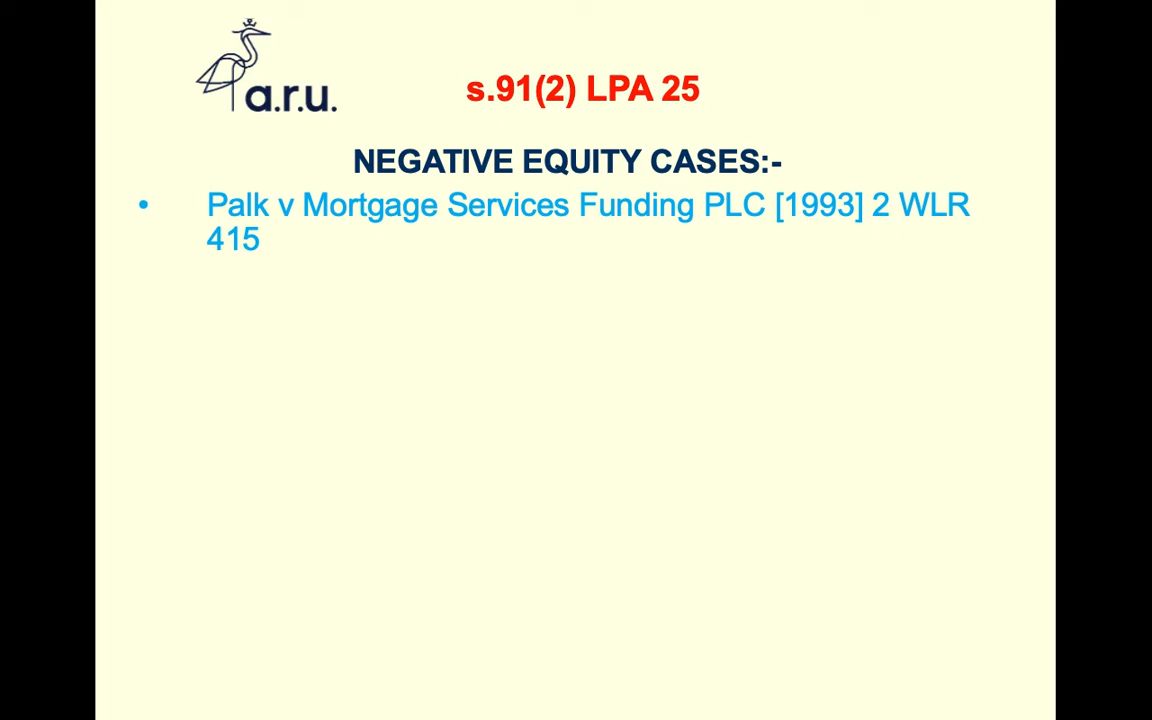 a.r.u.
s.91(2) LPA 25
NEGATIVE EQUITY CASES:-
• Palk v Mortgage Services Funding PLC [1993] 2 WLR
415